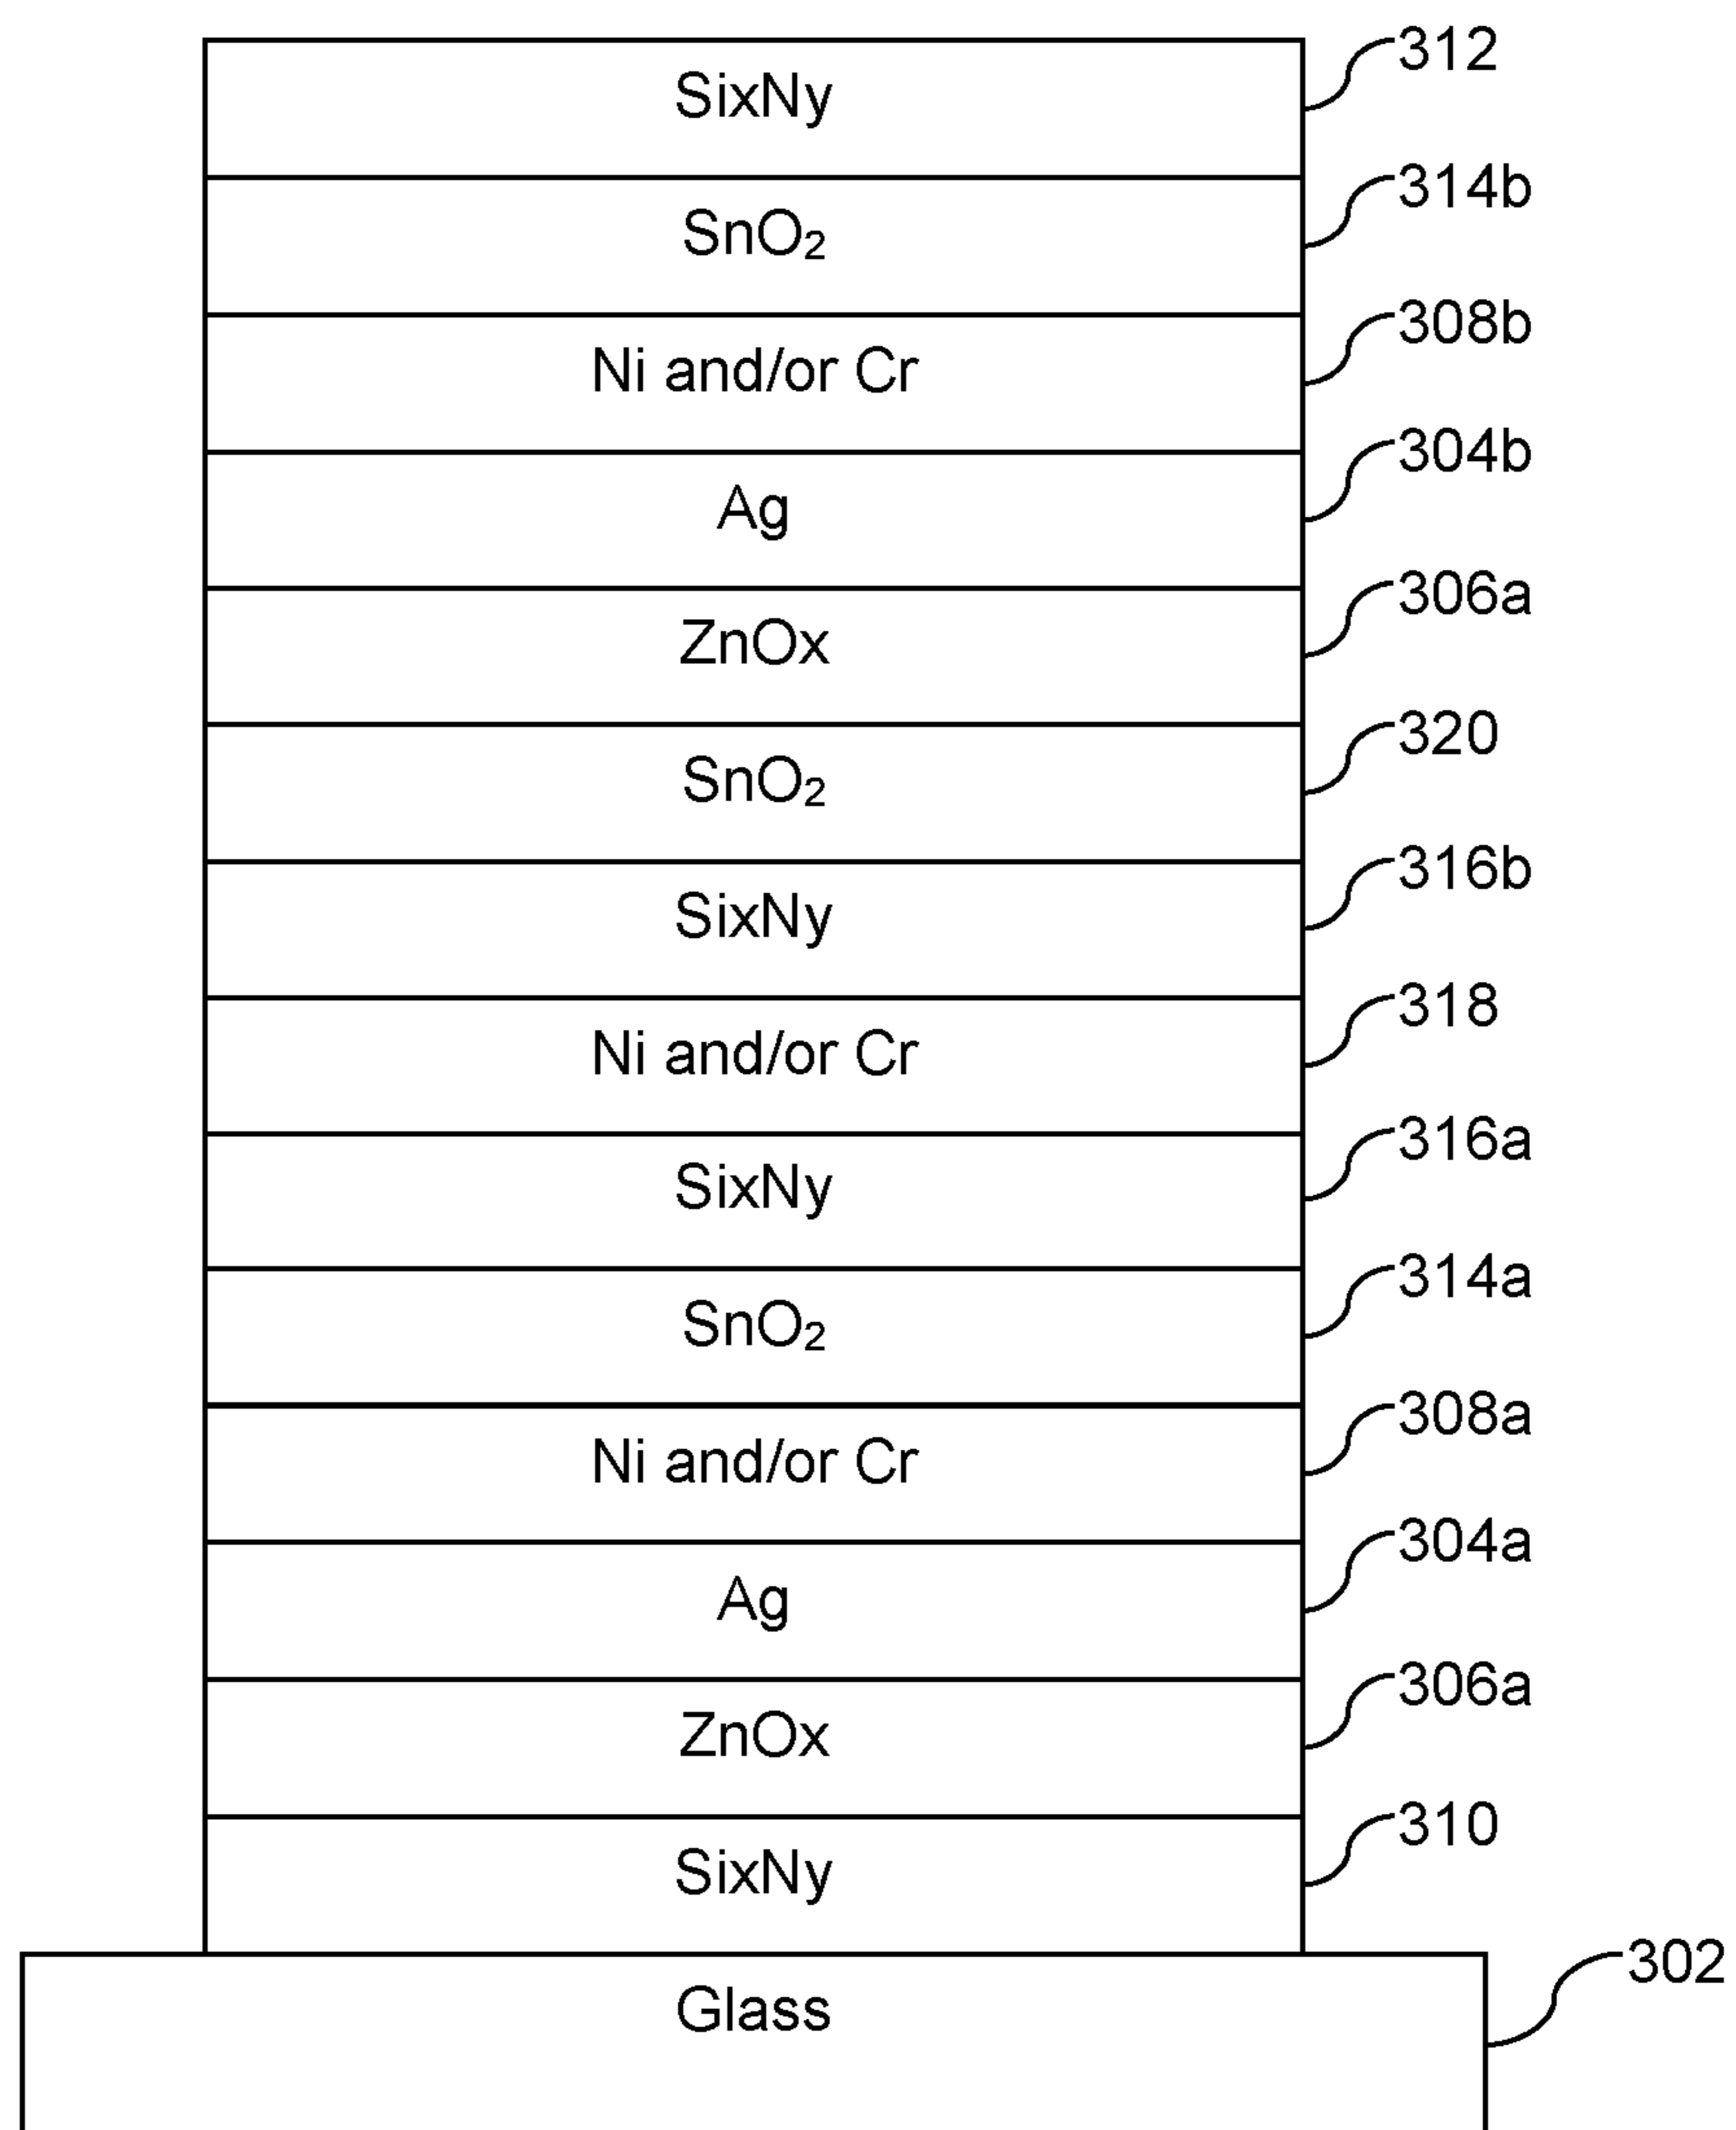 312
SixNy
314b
SnO₂
308b
Ni and/or Cr
304b
Ag
306a
ZnOx
320
SnO₂
316b
SixNy
318
Ni and/or Cr
316a
SixNy
314a
SnO₂
308a
Ni and/or Cr
304a
Ag
306a
ZnOx
310
SixNy
302
Glass